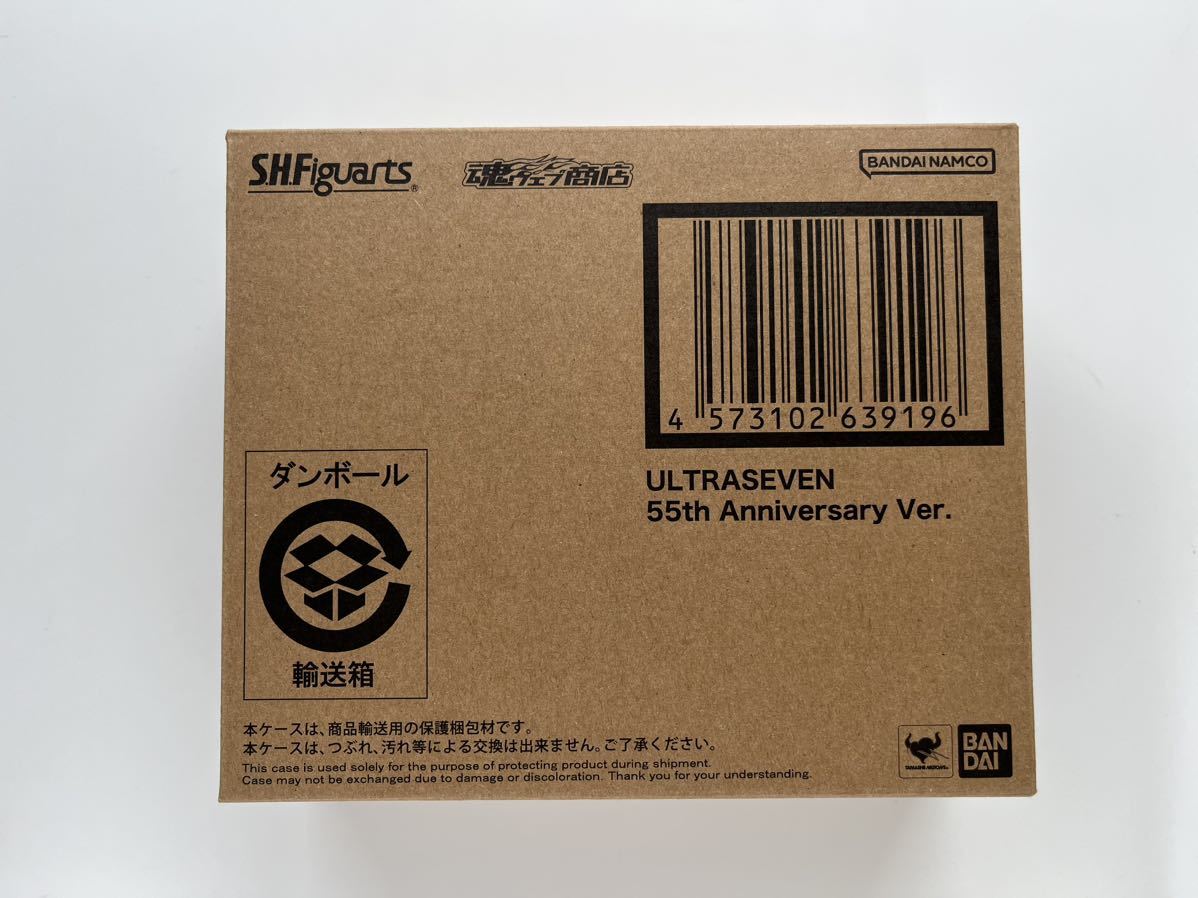 S.H.Figuarts®
魂ウェブ商店
BANDAI NAMCO
4 573102 639196
ULTRASEVEN
55th Anniversary Ver.
ダンボール
輸送箱
本ケースは、商品輸送用の保護梱包材です。
本ケースは、つぶれ、汚れ等による交換は出来ません。ご了承ください。
This case is used solely for the purpose of protecting product during shipment.
Case may not be exchanged due to damage or discoloration. Thank you for your understanding.
TAMASHII NATIONS
BAN
DAI